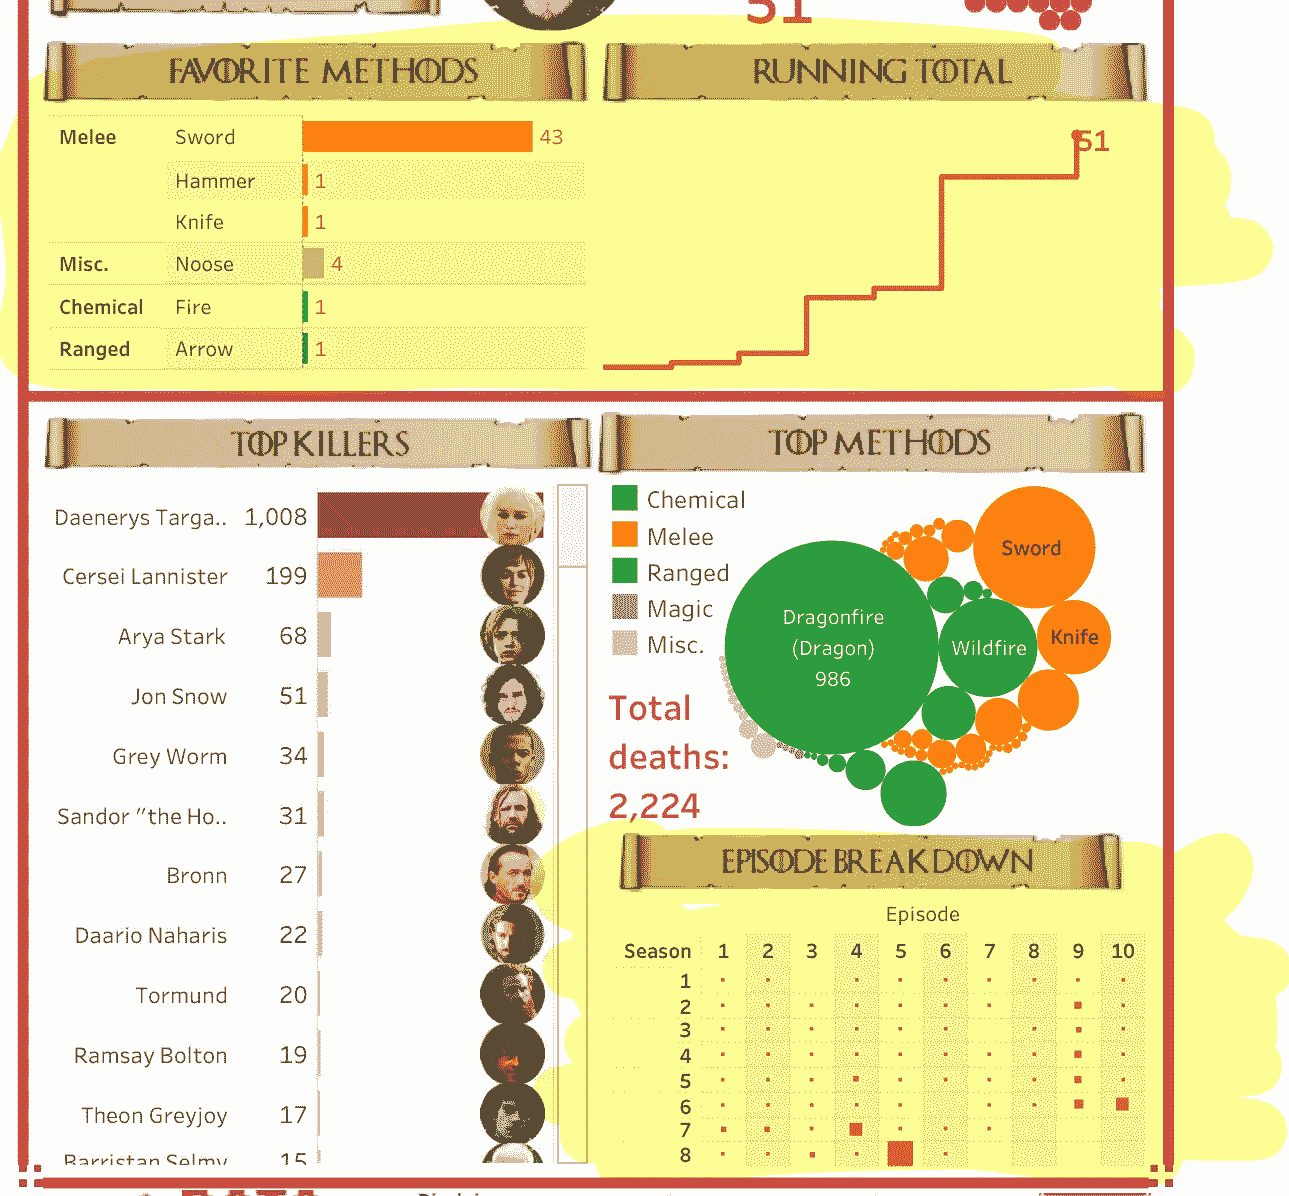 51
FAVORITE METHODS
RUNNING TOTAL
Melee Sword 43
Hammer 1
Knife 1
Misc. Noose 4
Chemical Fire 1
Ranged Arrow 1
51
TOP KILLERS
Daenerys Targa.. 1,008
Cersei Lannister 199
Arya Stark 68
Jon Snow 51
Grey Worm 34
Sandor "the Ho.. 31
Bronn 27
Daario Naharis 22
Tormund 20
Ramsay Bolton 19
Theon Greyjoy 17
Barristan Selmy 15
TOP METHODS
Chemical
Melee
Ranged
Magic
Misc.
Dragonfire
(Dragon)
986
Wildfire
Sword
Knife
Total
deaths:
2,224
EPISODE BREAKDOWN
Episode
Season 1 2 3 4 5 6 7 8 9 10
1
2
3
4
5
6
7
8